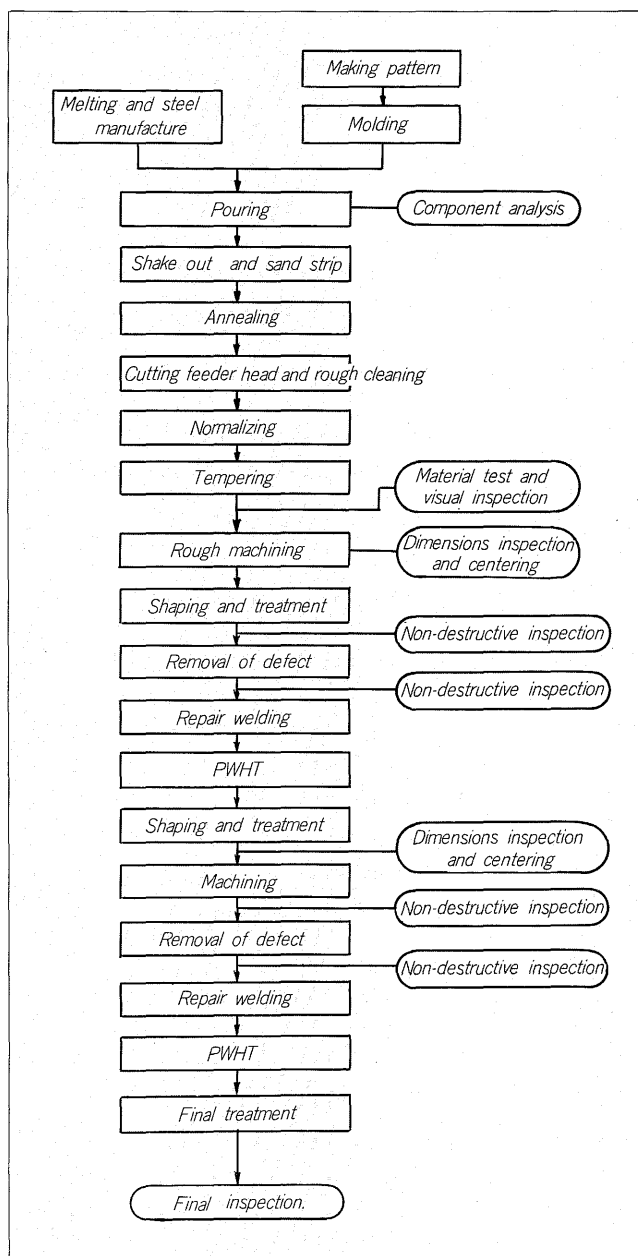 Making pattern
Melting and steel
manufacture
Molding
Pouring
Component analysis
Shake out and sand strip
Annealing
Cutting feeder head and rough cleaning
Normalizing
Tempering
Material test and
visual inspection
Rough machining
Dimensions inspection
and centering
Shaping and treatment
Non-destructive inspection
Removal of defect
Non-destructive inspection
Repair welding
PWHT
Shaping and treatment
Dimensions inspection
and centering
Machining
Non-destructive inspection
Removal of defect
Non-destructive inspection
Repair welding
PWHT
Final treatment
Final inspection.